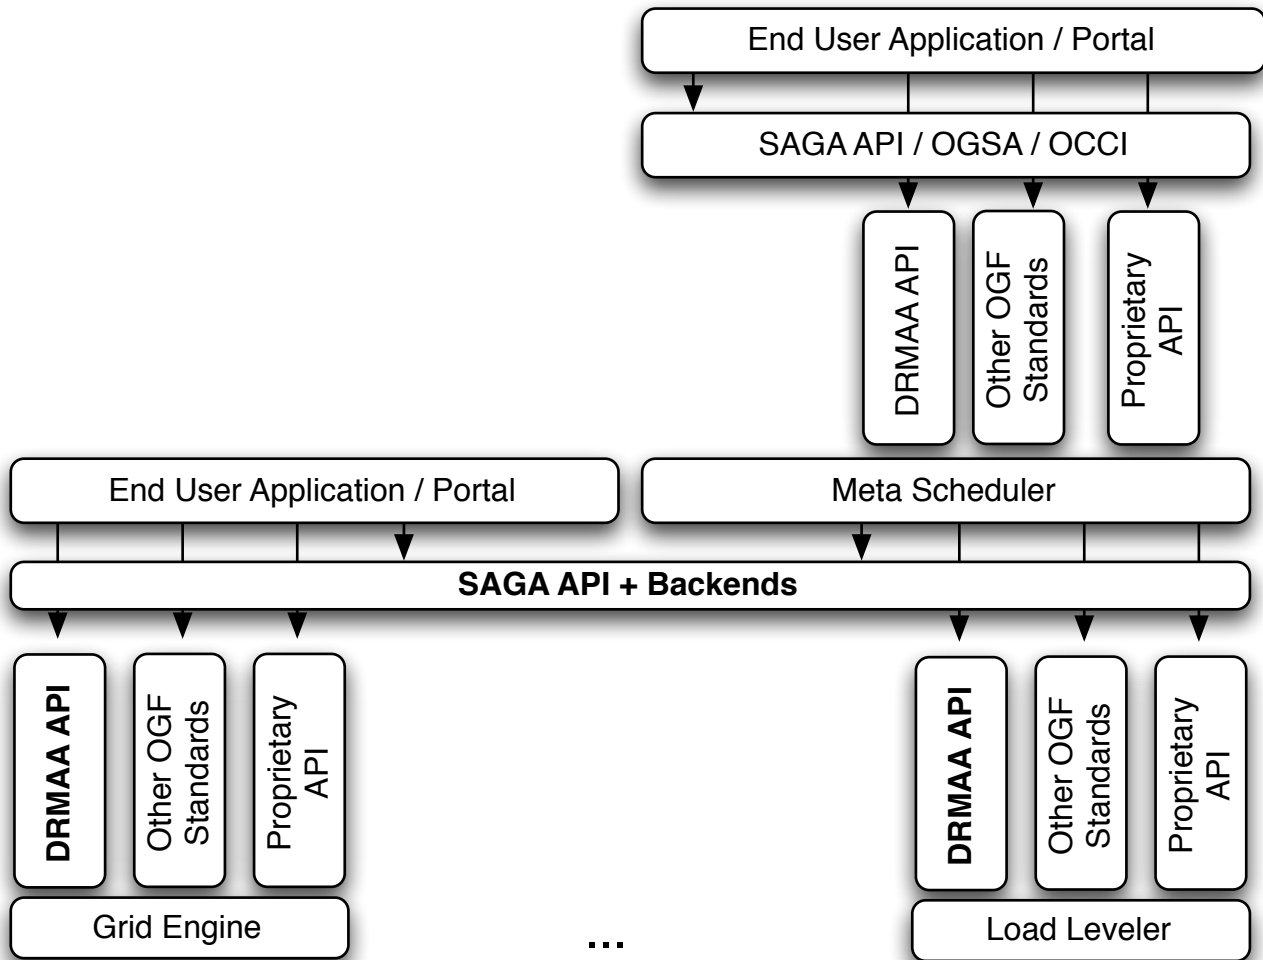 End User Application / Portal
SAGA API / OGSA / OCCI
DRMAA API
Other OGF
Standards
Proprietary
API
End User Application / Portal
Meta Scheduler
SAGA API + Backends
DRMAA API
Other OGF
Standards
Proprietary
API
DRMAA API
Other OGF
Standards
Proprietary
API
Grid Engine
...
Load Leveler